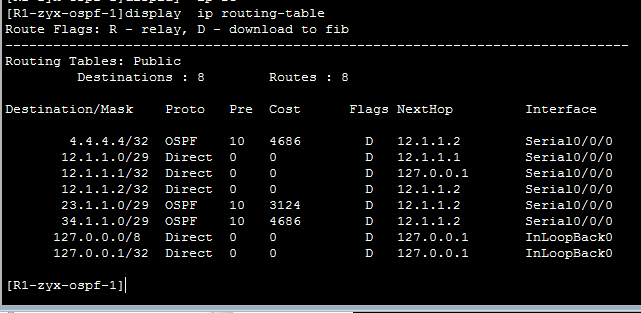 [R1-zyx-ospf-1]display  ip routing-table
Route Flags: R - relay, D - download to fib
------------------------------------------------------------------------------
Routing Tables: Public
         Destinations : 8        Routes : 8

Destination/Mask    Proto   Pre  Cost      Flags NextHop         Interface

        4.4.4.4/32  OSPF    10   4686        D   12.1.1.2        Serial0/0/0
       12.1.1.0/29  Direct  0    0           D   12.1.1.1        Serial0/0/0
       12.1.1.1/32  Direct  0    0           D   127.0.0.1       Serial0/0/0
       12.1.1.2/32  Direct  0    0           D   12.1.1.2        Serial0/0/0
       23.1.1.0/29  OSPF    10   3124        D   12.1.1.2        Serial0/0/0
       34.1.1.0/29  OSPF    10   4686        D   12.1.1.2        Serial0/0/0
      127.0.0.0/8   Direct  0    0           D   127.0.0.1       InLoopBack0
      127.0.0.1/32  Direct  0    0           D   127.0.0.1       InLoopBack0

[R1-zyx-ospf-1]